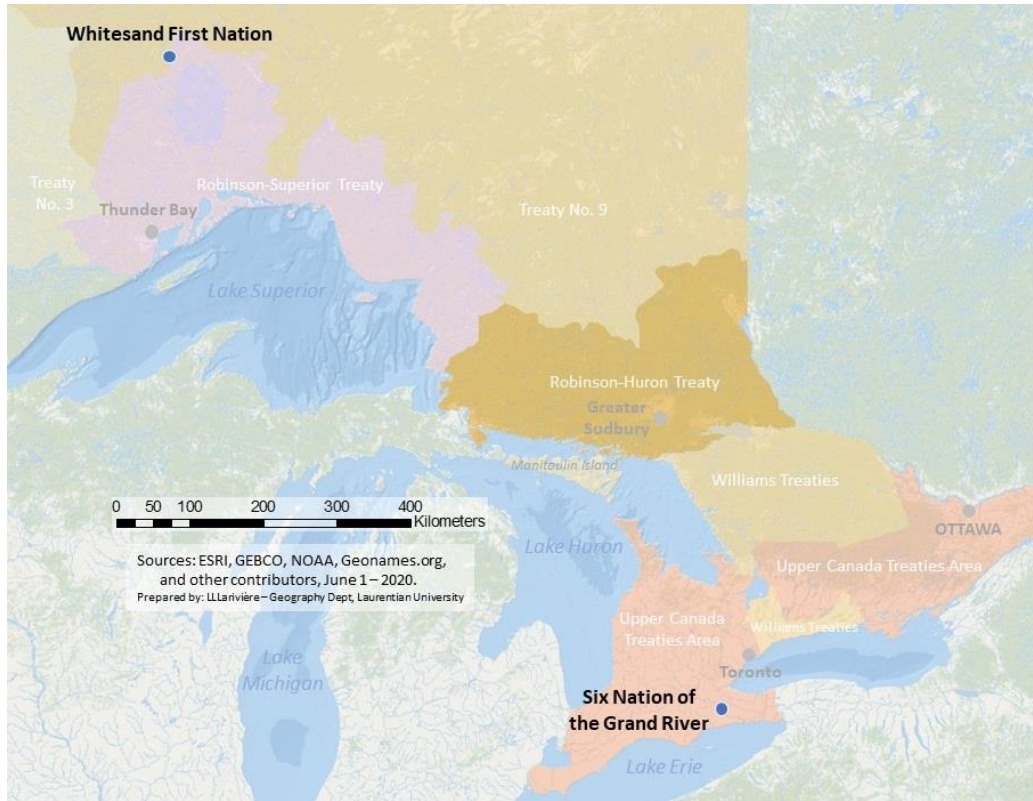 Whitesand First Nation
Treaty
No. 3
Robinson-Superior Treaty
Thunder Bay
Treaty No. 9
Lake Superior
Robinson-Huron Treaty
Greater
Sudbury
Manitoulin Island
Williams Treaties
0 50 100 200 300 400
Kilometers
OTTAWA
Lake Huron
Sources: ESRI, GEBCO, NOAA, Geonames.org,
and other contributors, June 1 – 2020.
Prepared by: LLLarivière – Geography Dept, Laurentian University
Upper Canada Treaties Area
Upper Canada
Treaties Area
Williams Treaties
Lake
Michigan
Toronto
Six Nation of
the Grand River
Lake Erie